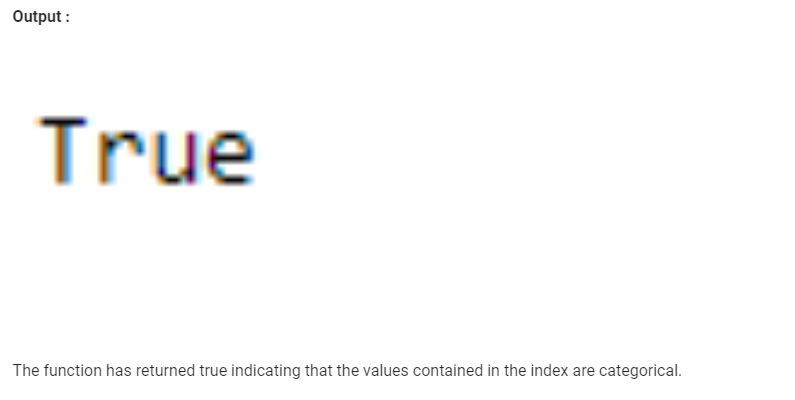 Output :
True
The function has returned true indicating that the values contained in the index are categorical.